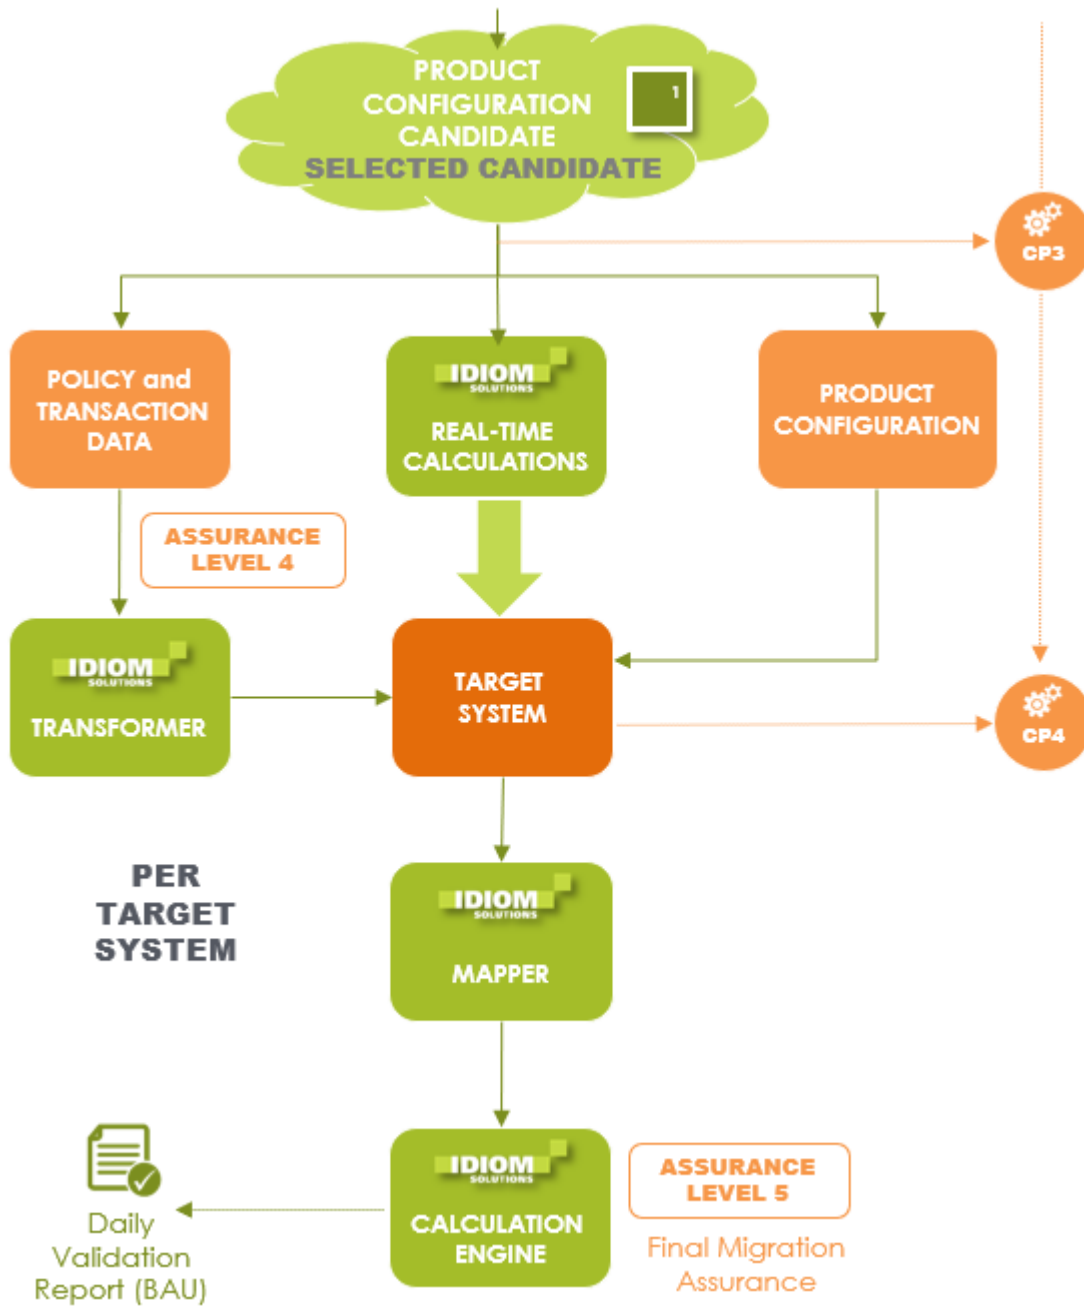 PRODUCT
CONFIGURATION
CANDIDATE
SELECTED CANDIDATE
1
CP3
POLICY and
TRANSACTION
DATA
IDIOM
SOLUTIONS
REAL-TIME
CALCULATIONS
PRODUCT
CONFIGURATION
ASSURANCE
LEVEL 4
IDIOM
SOLUTIONS
TRANSFORMER
TARGET
SYSTEM
CP4
PER
TARGET
SYSTEM
IDIOM
SOLUTIONS
MAPPER
Daily
Validation
Report (BAU)
IDIOM
SOLUTIONS
CALCULATION
ENGINE
ASSURANCE
LEVEL 5
Final Migration
Assurance